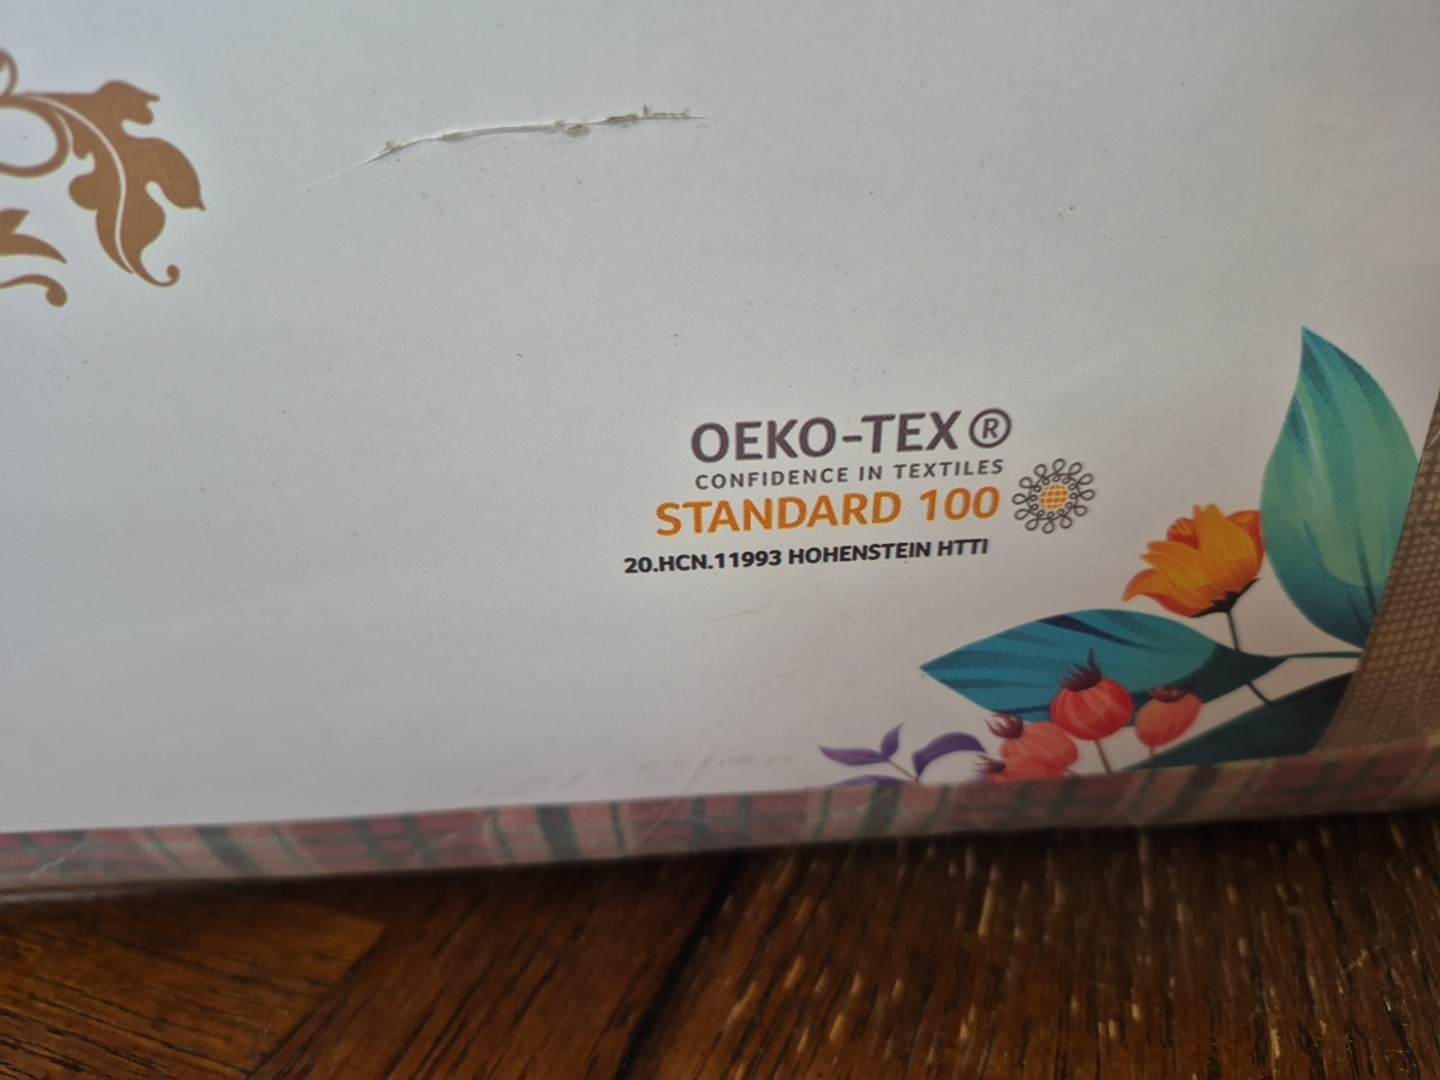 OEKO-TEX®
CONFIDENCE IN TEXTILES
STANDARD 100
20.HCN.11993 HOHENSTEIN HTTI